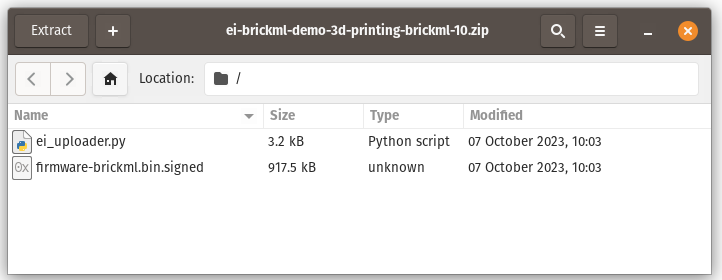 Extract + ei-brickml-demo-3d-printing-brickml-10.zip
Location: /
Name Size Type Modified
ei_uploader.py 3.2 kB Python script 07 October 2023, 10:03
0x firmware-brickml.bin.signed 917.5 kB unknown 07 October 2023, 10:03